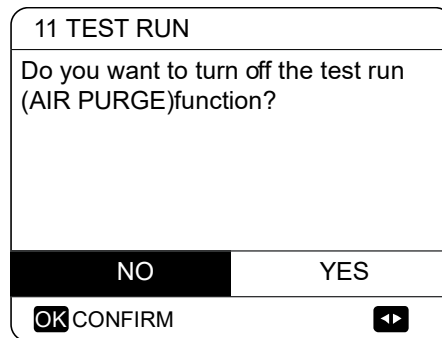 11 TEST RUN
Do you want to turn off the test run
(AIR PURGE)function?
NO YES
OK CONFIRM